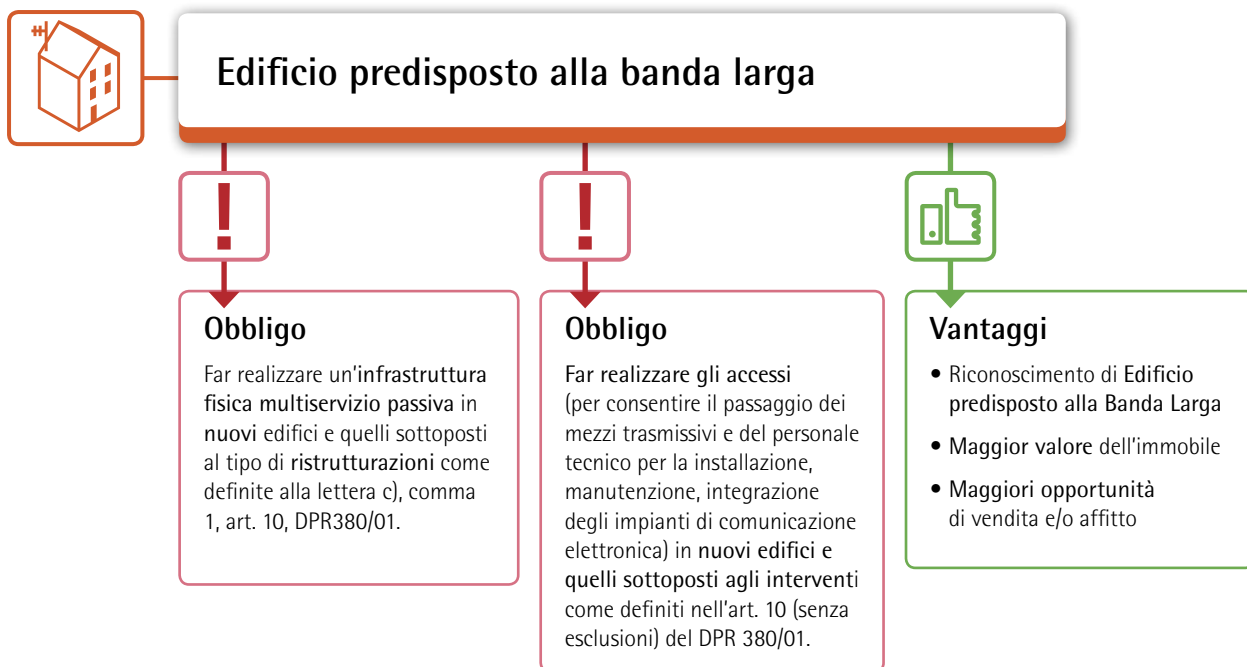 Edificio predisposto alla banda larga
!
!
Obbligo
Far realizzare un'infrastruttura
fisica multiservizio passiva in
nuovi edifici e quelli sottoposti
al tipo di ristrutturazioni come
definite alla lettera c), comma
1, art. 10, DPR380/01.
Obbligo
Far realizzare gli accessi
(per consentire il passaggio dei
mezzi trasmissivi e del personale
tecnico per la installazione,
manutenzione, integrazione
degli impianti di comunicazione
elettronica) in nuovi edifici e
quelli sottoposti agli interventi
come definiti nell'art. 10 (senza
esclusioni) del DPR 380/01.
Vantaggi
• Riconoscimento di Edificio
predisposto alla Banda Larga
• Maggior valore dell'immobile
• Maggiori opportunità
di vendita e/o affitto